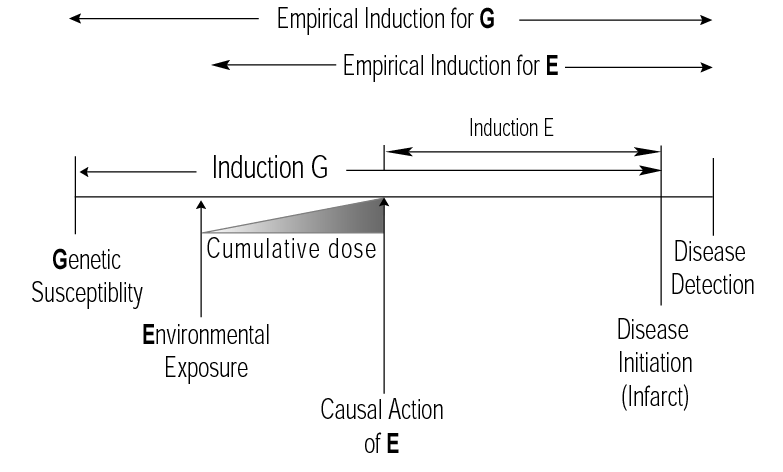 Empirical Induction for G
Empirical Induction for E
Induction E
Induction G
Cumulative dose
Genetic
Susceptiblity
Environmental
Exposure
Causal Action
of E
Disease
Initiation
(Infarct)
Disease
Detection